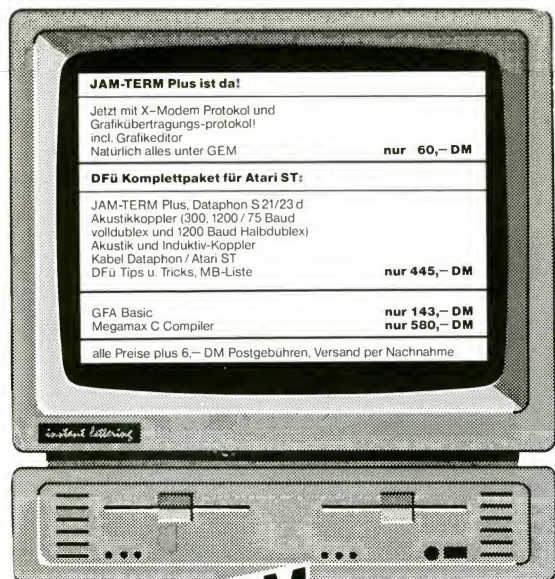 JAM-TERM Plus ist da!
Jetzt mit X-Modem Protokol und
Grafikübertragungs-protokol!
incl. Grafikeditor
Natürlich alles unter GEM nur 60,— DM
DFü Komplettpaket für Atari ST:
JAM-TERM Plus, Dataphon S 21/23 d
Akustikkoppler (300, 1200 / 75 Baud
volldublex und 1200 Baud Halbdublex)
Akustik und Induktiv-Koppler
Kabel Dataphon / Atari ST
DFü Tips u. Tricks, MB-Liste nur 445,— DM
GFA Basic nur 143,— DM
Megamax C Compiler nur 580,— DM
alle Preise plus 6,— DM Postgebühren, Versand per Nachnahme
instant lettering